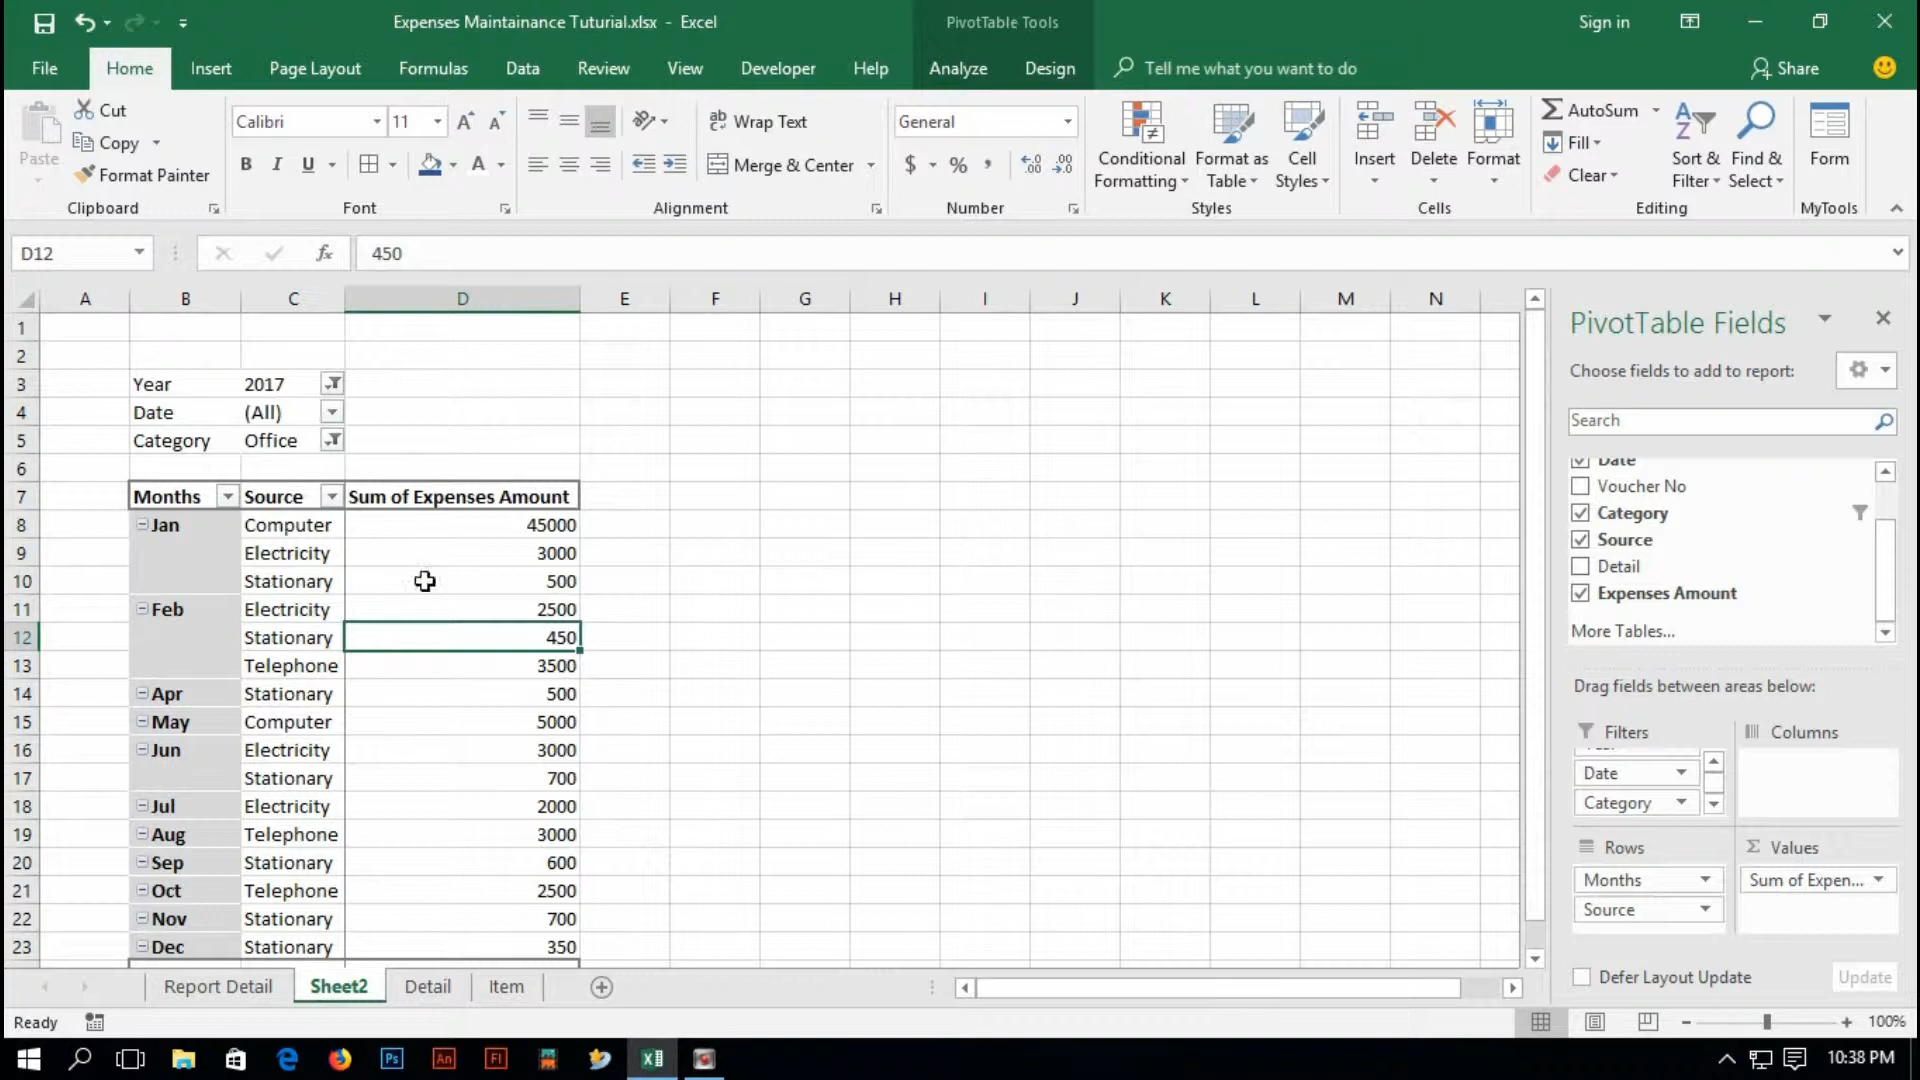 Expenses Maintainance Tuturial.xlsx - Excel
PivotTable Tools
Sign in
File Home Insert Page Layout Formulas Data Review View Developer Help Analyze Design Tell me what you want to do Share
Paste
Cut
Copy
Format Painter
Clipboard
Calibri 11
B I U A
Font
Wrap Text
Merge & Center
Alignment
General
$ % ,
Number
Conditional Formatting
Format as Table
Cell Styles
Styles
Insert
Delete
Format
Cells
AutoSum
Fill
Clear
Sort & Filter
Find & Select
Editing
Form
MyTools
D12 fx 450
A B C D E F G H I J K L M N
1
2
3 Year 2017
4 Date (All)
5 Category Office
6
7 Months Source Sum of Expenses Amount
8 Jan Computer 45000
9 Electricity 3000
10 Stationary 500
11 Feb Electricity 2500
12 Stationary 450
13 Telephone 3500
14 Apr Stationary 500
15 May Computer 5000
16 Jun Electricity 3000
17 Stationary 700
18 Jul Electricity 2000
19 Aug Telephone 3000
20 Sep Stationary 600
21 Oct Telephone 2500
22 Nov Stationary 700
23 Dec Stationary 350
PivotTable Fields
Choose fields to add to report:
Search
Date
Voucher No
Category
Source
Detail
Expenses Amount
More Tables...
Drag fields between areas below:
Filters
Date
Category
Columns
Rows
Months
Source
Σ Values
Sum of Expen...
Defer Layout Update Update
Report Detail Sheet2 Detail Item
Ready
100%
Ps An Fl
10:38 PM